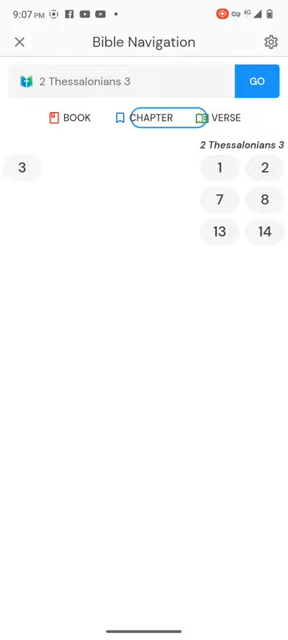 9:07 PM 4G
Bible Navigation
2 Thessalonians 3 GO
BOOK CHAPTER VERSE
2 Thessalonians 3
3 1 2
7 8
13 14